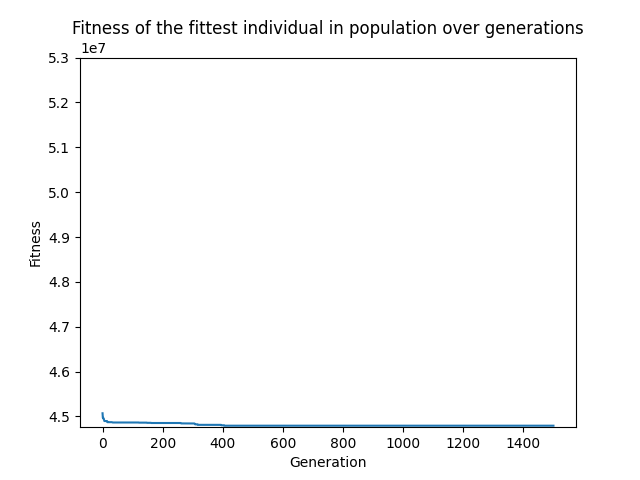 Fitness of the fittest individual in population over generations
1e7
5.3
5.2
5.1
5.0
4.9
4.8
4.7
4.6
4.5
Fitness
0 200 400 600 800 1000 1200 1400
Generation